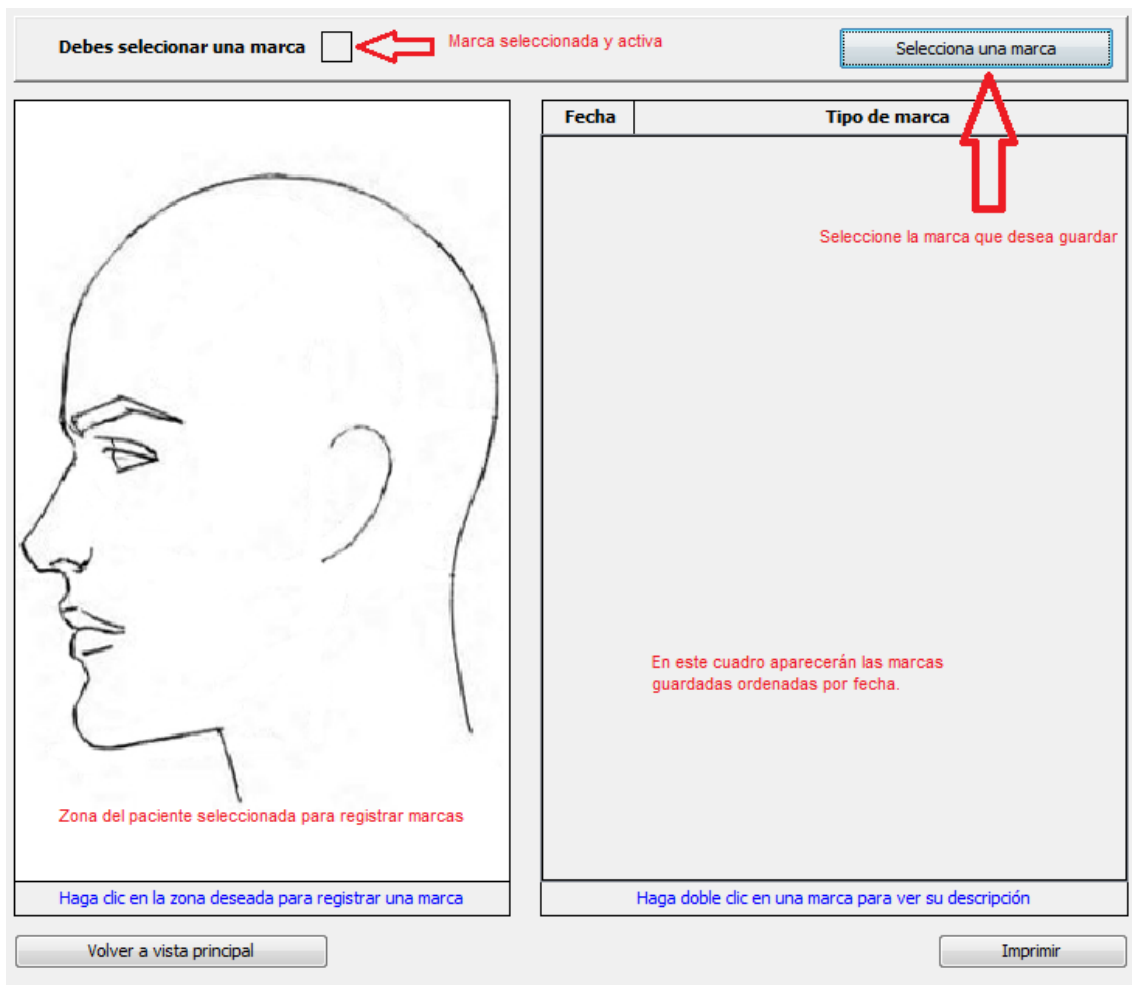 Debes selecionar una marca
Marca seleccionada y activa
Selecciona una marca
Fecha
Tipo de marca
Seleccione la marca que desea guardar
En este cuadro aparecerán las marcas
guardadas ordenadas por fecha.
Zona del paciente seleccionada para registrar marcas
Haga clic en la zona deseada para registrar una marca
Haga doble clic en una marca para ver su descripción
Volver a vista principal
Imprimir